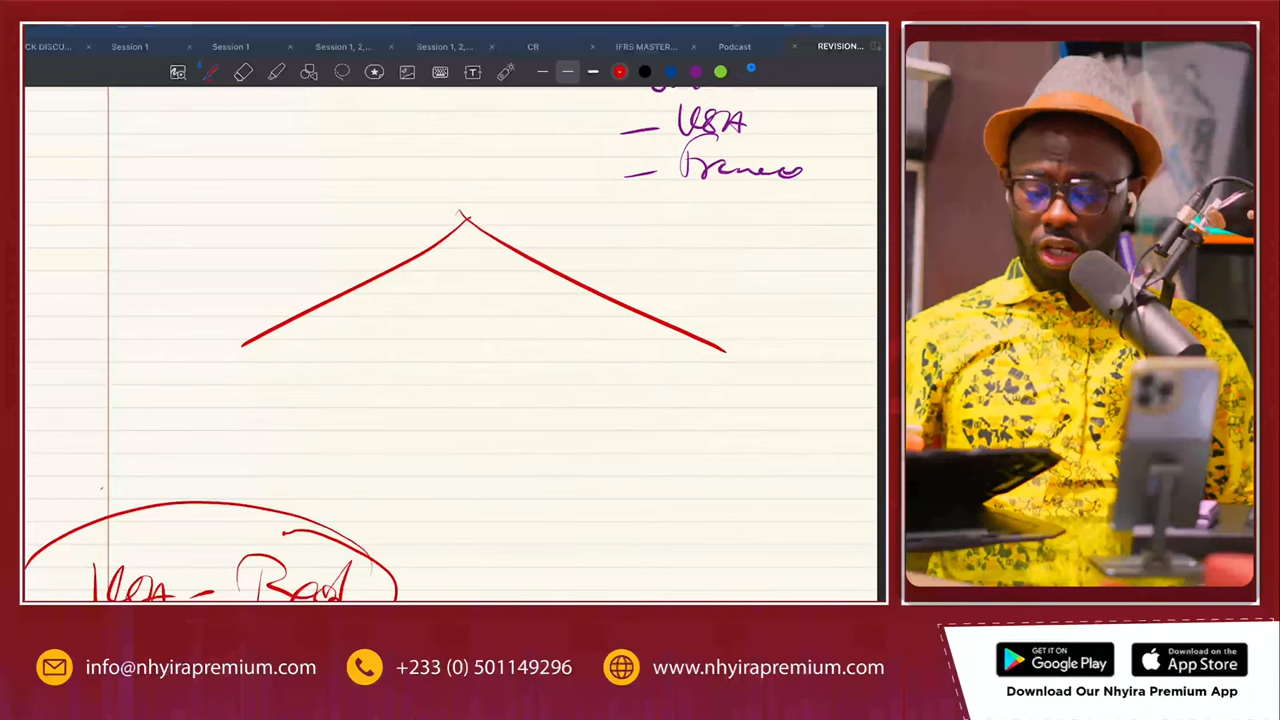 CK DISCU... Session 1 Session 1 Session 1, 2,... Session 1, 2,... CR IFRS MASTER... Podcast REVISION...
— USA
— France
USA -
info@nhyirapremium.com +233 (0) 501149296 www.nhyirapremium.com
GET IT ON
Google Play
Download on the
App Store
Download Our Nhyira Premium App